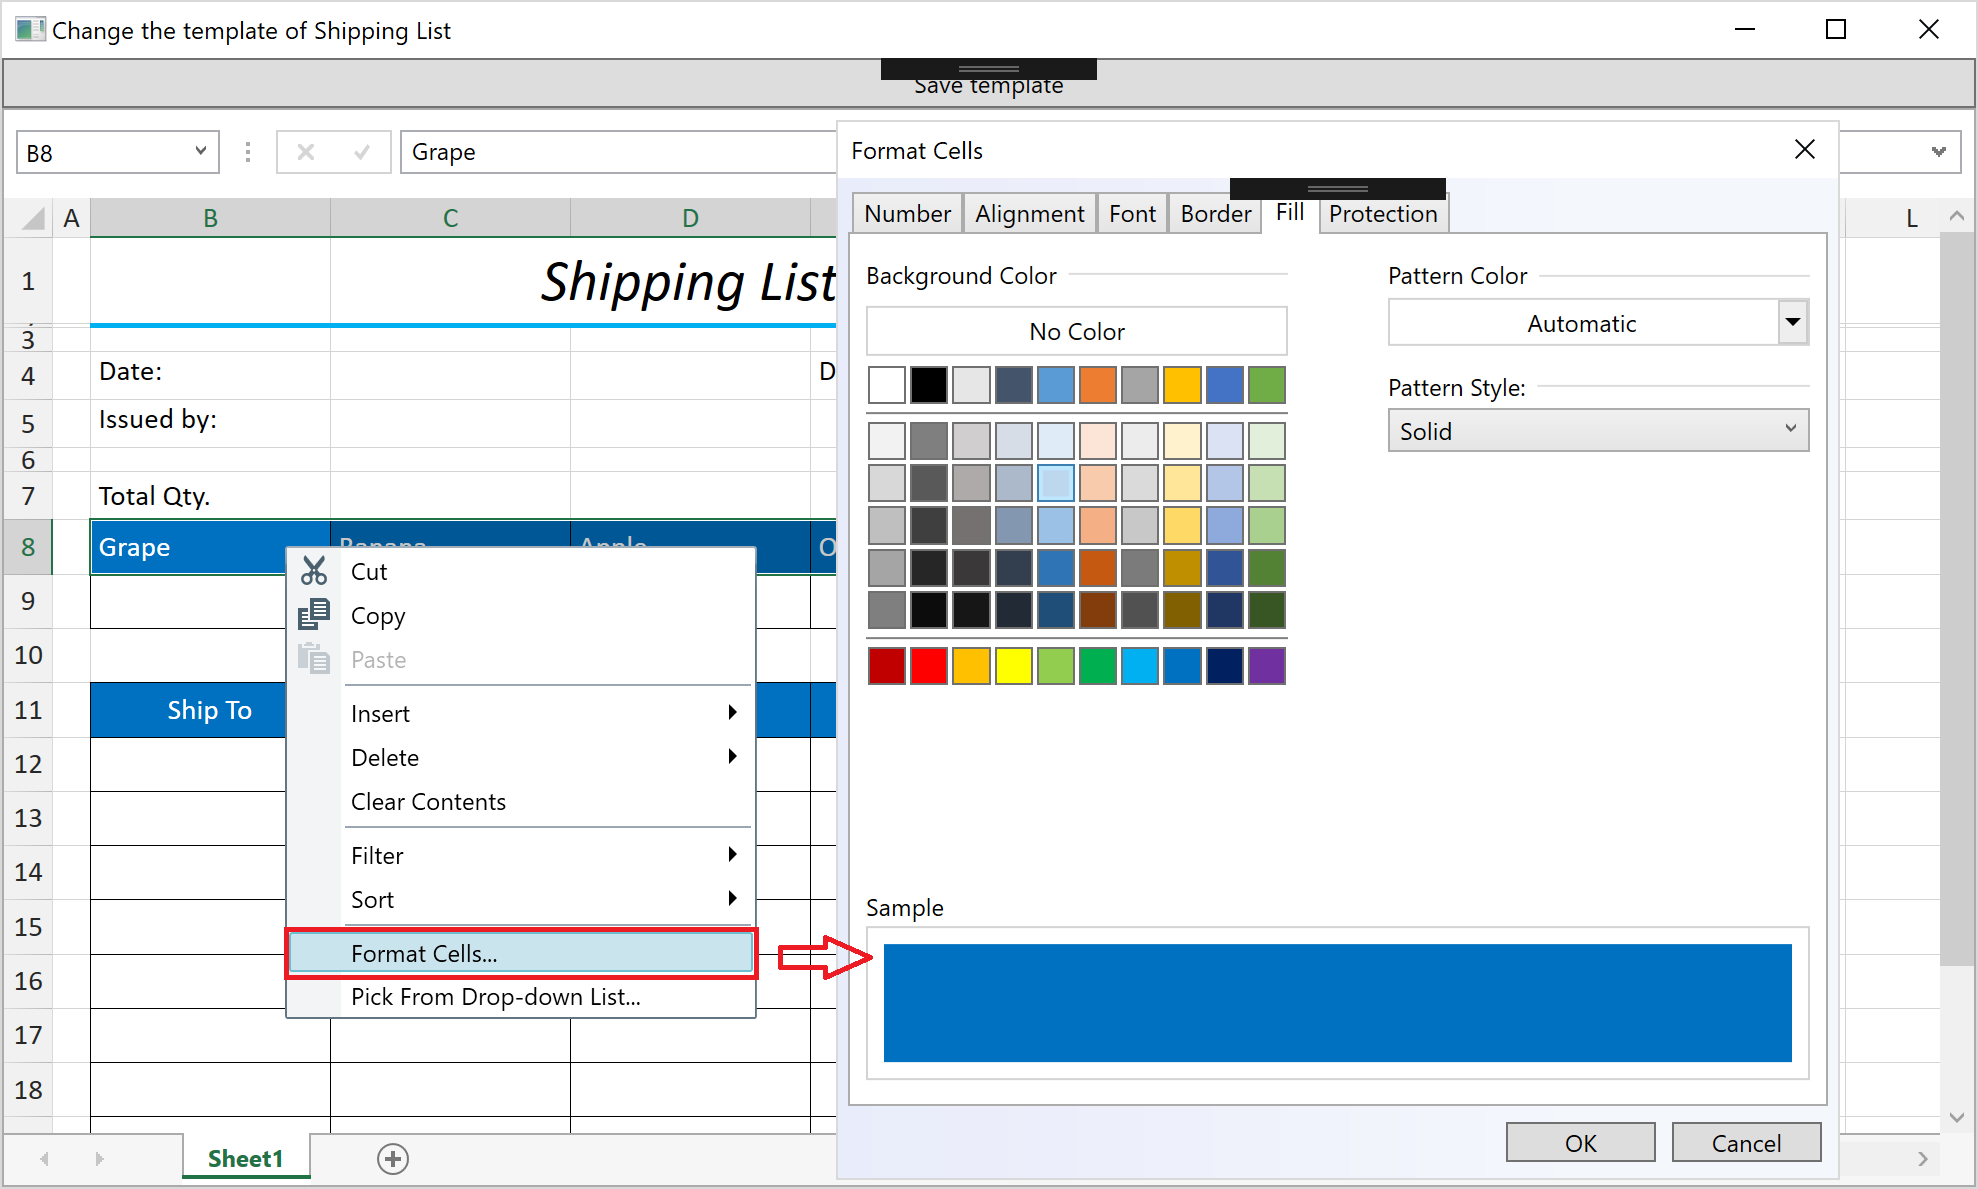 Change the template of Shipping List
Save template
B8
Grape
Format Cells
Number Alignment Font Border Fill Protection
A B C D L
1 Shipping List
3
4 Date: D
5 Issued by:
6
7 Total Qty.
8 Grape Banana Apple O
9
10
11 Ship To
12
13
14
15
16
17
18
Cut
Copy
Paste
Insert
Delete
Clear Contents
Filter
Sort
Format Cells...
Pick From Drop-down List...
Background Color
No Color
Pattern Color
Automatic
Pattern Style:
Solid
Sample
OK Cancel
Sheet1